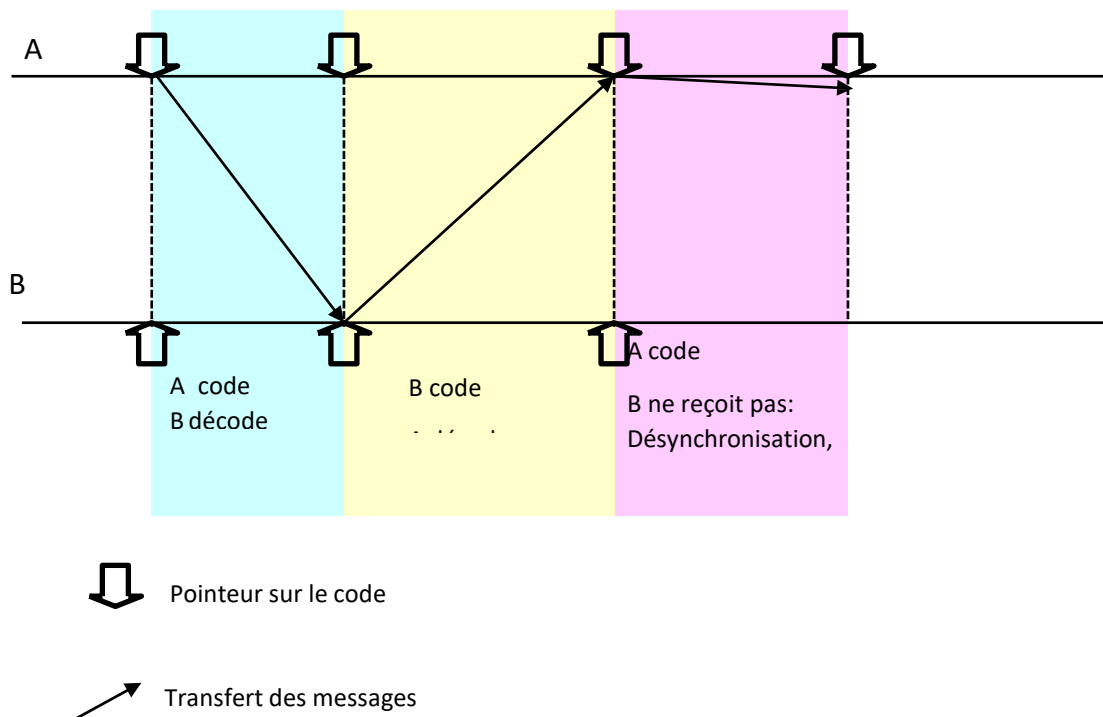 A
B
A code
B décode
B code
A code
B ne reçoit pas:
Désynchronisation,
Pointeur sur le code
Transfert des messages